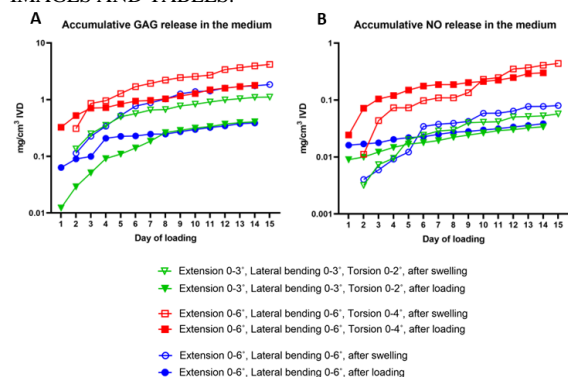 IMAGES AND TABLES.
A
Accumulative GAG release in the medium
mg/cm³ IVD
10
1
0.1
0.01
1 2 3 4 5 6 7 8 9 10 11 12 13 14 15
Day of loading
B
Accumulative NO release in the medium
mg/cm³ IVD
1
0.1
0.01
0.001
1 2 3 4 5 6 7 8 9 10 11 12 13 14 15
Day of loading
Extension 0-3˚, Lateral bending 0-3˚, Torsion 0-2˚, after swelling
Extension 0-3˚, Lateral bending 0-3˚, Torsion 0-2˚, after loading
Extension 0-6˚, Lateral bending 0-6˚, Torsion 0-4˚, after swelling
Extension 0-6˚, Lateral bending 0-6˚, Torsion 0-4˚, after loading
Extension 0-6˚, Lateral bending 0-6˚, after swelling
Extension 0-6˚, Lateral bending 0-6˚, after loading